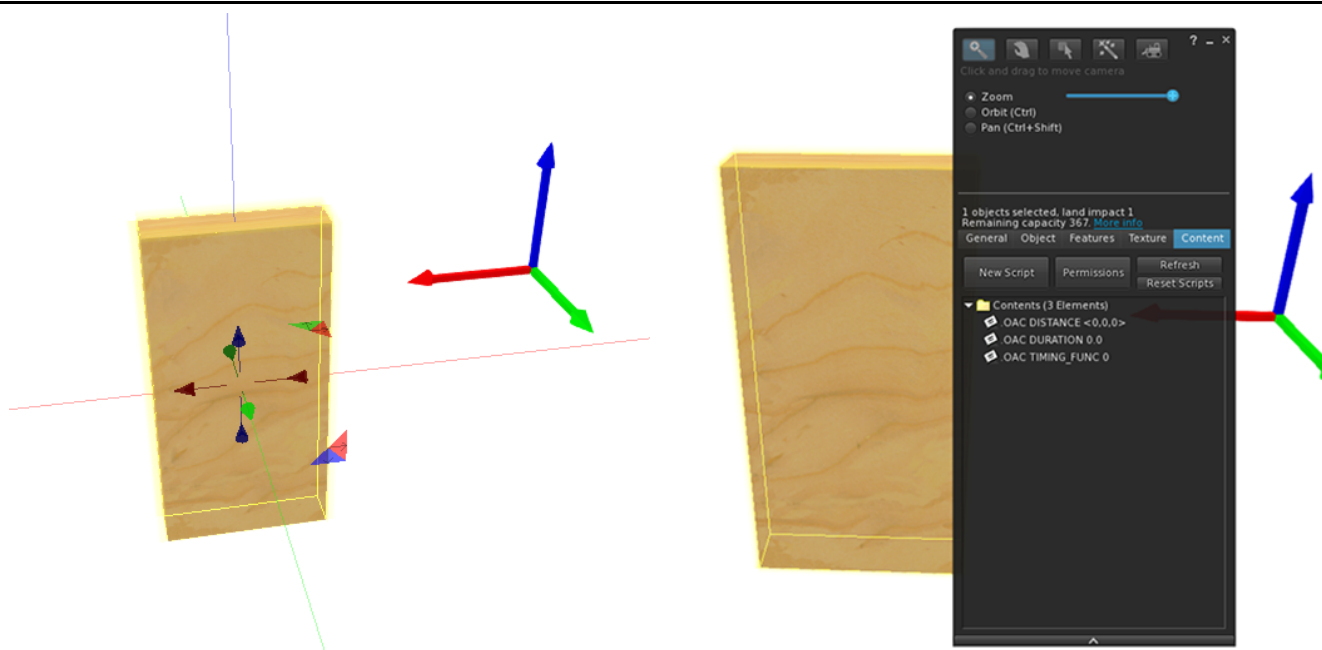 ? _ ×
Click and drag to move camera
Zoom
Orbit (Ctrl)
Pan (Ctrl+Shift)
1 objects selected, land impact 1
Remaining capacity 367. More info
General Object Features Texture Content
New Script Permissions Refresh
Reset Scripts
Contents (3 Elements)
.OAC DISTANCE <0,0,0>
.OAC DURATION 0.0
.OAC TIMING_FUNC 0